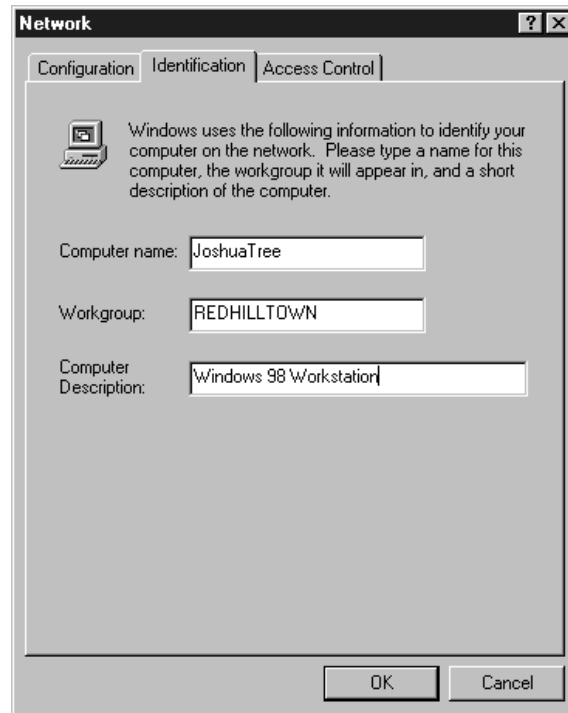 Network
Configuration Identification Access Control
Windows uses the following information to identify your
computer on the network. Please type a name for this
computer, the workgroup it will appear in, and a short
description of the computer.
Computer name: JoshuaTree
Workgroup: REDHILLTOWN
Computer
Description: Windows 98 Workstation
OK Cancel